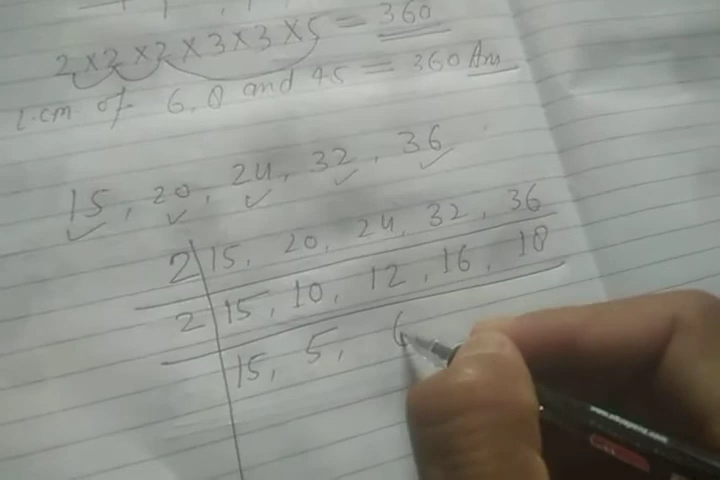 2×2×2×3×3×5 = 360
L.cm of 6, 8 and 45 = 360 Ans
15, 20, 24, 32, 36
2 15, 20, 24, 32, 36
2 15, 10, 12, 16, 18
15, 5, 6